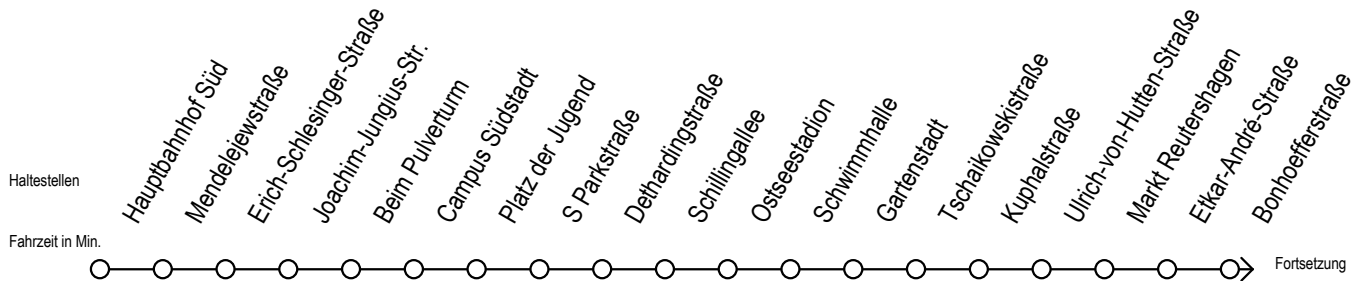 Haltestellen
Hauptbahnhof Süd
Mendelejewstraße
Erich-Schlesinger-Straße
Joachim-Jungius-Str.
Beim Pulverturm
Campus Südstadt
Platz der Jugend
S Parkstraße
Dethardingstraße
Schillingallee
Ostseestadion
Schwimmhalle
Gartenstadt
Tschaikowskistraße
Kuphalstraße
Ulrich-von-Hutten-Straße
Markt Reutershagen
Etkar-André-Straße
Bonhoefferstraße
Fahrzeit in Min.
Fortsetzung